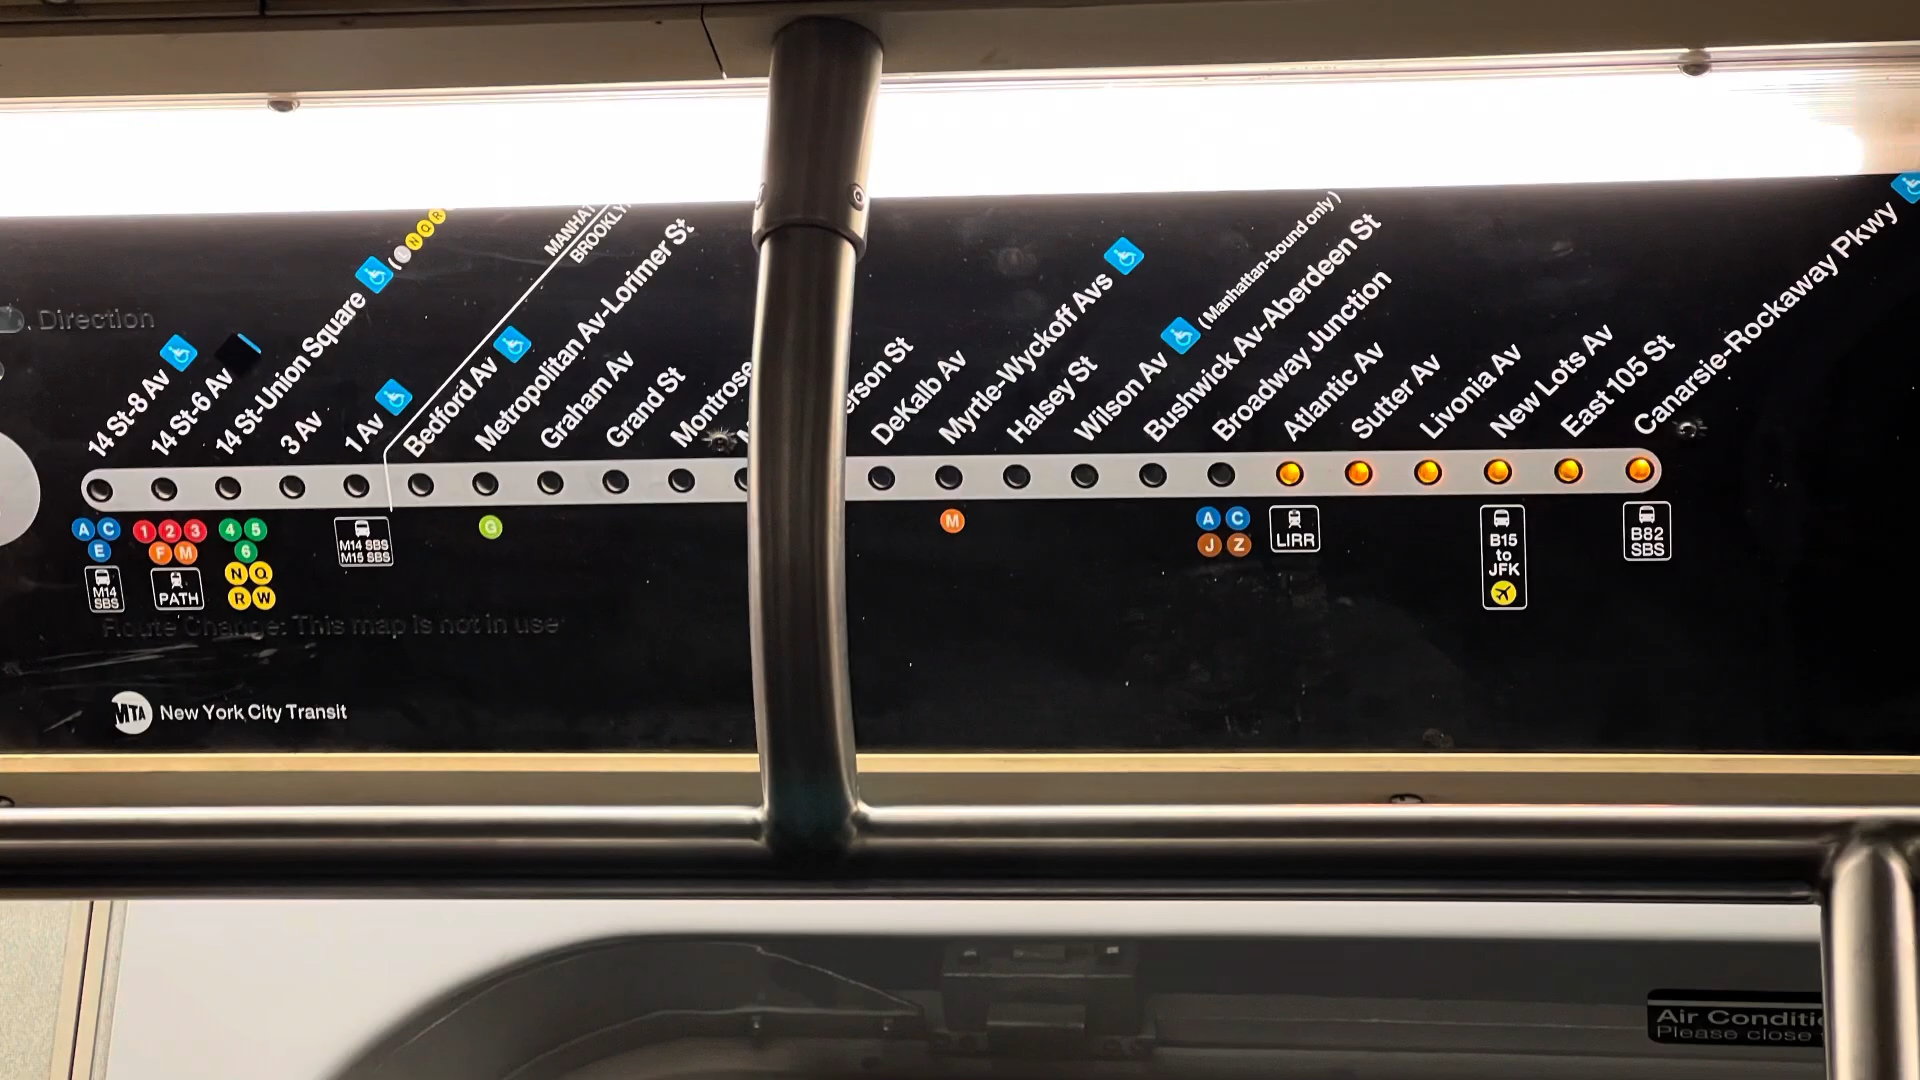 Direction
14 St-8 Av
14 St-6 Av
14 St-Union Square (L N Q R
3 Av
1 Av
MANHAT
BROOKLY
Bedford Av
Metropolitan Av-Lorimer St
Graham Av
Grand St
Montrose
erson St
DeKalb Av
Myrtle-Wyckoff Avs
Halsey St
Wilson Av (Manhattan-bound only)
Bushwick Av-Aberdeen St
Broadway Junction
Atlantic Av
Sutter Av
Livonia Av
New Lots Av
East 105 St
Canarsie-Rockaway Pkwy
A C
E
M14
SBS
1 2 3
F M
PATH
4 5
6
N Q
R W
M14 SBS
M15 SBS
G
M
A C
J Z
LIRR
B15
to
JFK
B82
SBS
Route Change: This map is not in use
MTA New York City Transit
Air Conditi
Please close